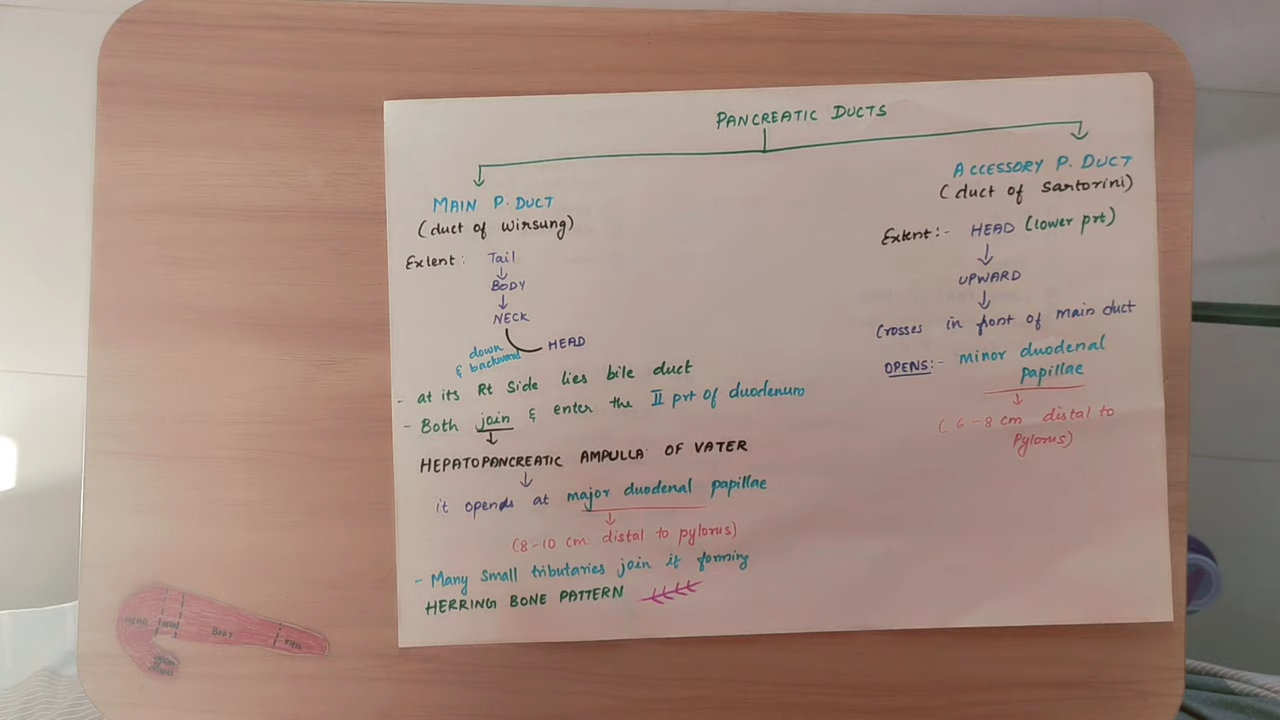 PANCREATIC DUCTS
MAIN P. DUCT
(duct of wirsung)
Extent: Tail
BODY
NECK
down
& backward
HEAD
- at its Rt Side lies bile duct
- Both join & enter the II prt of duodenum
HEPATOPANCREATIC AMPULLA OF VATER
it opends at major duodenal papillae
(8-10 cm distal to pylorus)
- Many small tributaries join it forming
HERRING BONE PATTERN
ACCESSORY P. DUCT
(duct of Sartorini)
Extent:- HEAD (lower prt)
UPWARD
Crosses in front of main duct
OPENS:- minor duodenal
papillae
(6-8 cm distal to
Pylorus)
HEAD
BODY
TAIL